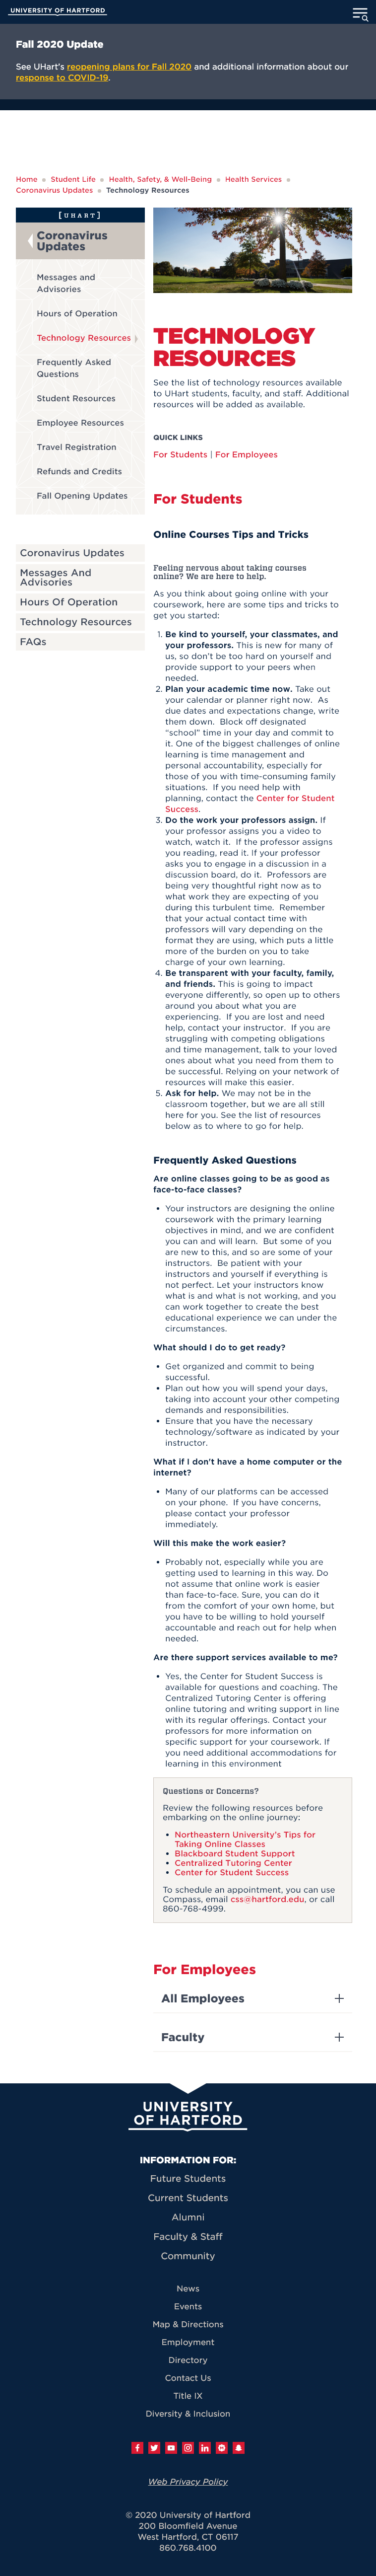 UNIVERSITY OF HARTFORD
Fall 2020 Update
See UHart's reopening plans for Fall 2020 and additional information about our
response to COVID-19.
Home Student Life Health, Safety, & Well-Being Health Services
Coronavirus Updates Technology Resources
[UHART]
Coronavirus
Updates
Messages and
Advisories
Hours of Operation
Technology Resources
Frequently Asked
Questions
Student Resources
Employee Resources
Travel Registration
Refunds and Credits
Fall Opening Updates
Coronavirus Updates
Messages And
Advisories
Hours Of Operation
Technology Resources
FAQs
TECHNOLOGY
RESOURCES
See the list of technology resources available
to UHart students, faculty, and staff. Additional
resources will be added as available.
QUICK LINKS
For Students | For Employees
For Students
Online Courses Tips and Tricks
Feeling nervous about taking courses
online? We are here to help.
As you think about going online with your
coursework, here are some tips and tricks to
get you started:
1. Be kind to yourself, your classmates, and
your professors. This is new for many of
us, so don't be too hard on yourself and
provide support to your peers when
needed.
2. Plan your academic time now. Take out
your calendar or planner right now. As
due dates and expectations change, write
them down. Block off designated
“school” time in your day and commit to
it. One of the biggest challenges of online
learning is time management and
personal accountability, especially for
those of you with time-consuming family
situations. If you need help with
planning, contact the Center for Student
Success.
3. Do the work your professors assign. If
your professor assigns you a video to
watch, watch it. If the professor assigns
you reading, read it. If your professor
asks you to engage in a discussion in a
discussion board, do it. Professors are
being very thoughtful right now as to
what work they are expecting of you
during this turbulent time. Remember
that your actual contact time with
professors will vary depending on the
format they are using, which puts a little
more of the burden on you to take
charge of your own learning.
4. Be transparent with your faculty, family,
and friends. This is going to impact
everyone differently, so open up to others
around you about what you are
experiencing. If you are lost and need
help, contact your instructor. If you are
struggling with competing obligations
and time management, talk to your loved
ones about what you need from them to
be successful. Relying on your network of
resources will make this easier.
5. Ask for help. We may not be in the
classroom together, but we are all still
here for you. See the list of resources
below as to where to go for help.
Frequently Asked Questions
Are online classes going to be as good as
face-to-face classes?
• Your instructors are designing the online
coursework with the primary learning
objectives in mind, and we are confident
you can and will learn. But some of you
are new to this, and so are some of your
instructors. Be patient with your
instructors and yourself if everything is
not perfect. Let your instructors know
what is and what is not working, and you
can work together to create the best
educational experience we can under the
circumstances.
What should I do to get ready?
• Get organized and commit to being
successful.
• Plan out how you will spend your days,
taking into account your other competing
demands and responsibilities.
• Ensure that you have the necessary
technology/software as indicated by your
instructor.
What if I don't have a home computer or the
internet?
• Many of our platforms can be accessed
on your phone. If you have concerns,
please contact your professor
immediately.
Will this make the work easier?
• Probably not, especially while you are
getting used to learning in this way. Do
not assume that online work is easier
than face-to-face. Sure, you can do it
from the comfort of your own home, but
you have to be willing to hold yourself
accountable and reach out for help when
needed.
Are there support services available to me?
• Yes, the Center for Student Success is
available for questions and coaching. The
Centralized Tutoring Center is offering
online tutoring and writing support in line
with its regular offerings. Contact your
professors for more information on
specific support for your coursework. If
you need additional accommodations for
learning in this environment
Questions or Concerns?
Review the following resources before
embarking on the online journey:
• Northeastern University's Tips for
Taking Online Classes
• Blackboard Student Support
• Centralized Tutoring Center
• Center for Student Success
To schedule an appointment, you can use
Compass, email css@hartford.edu, or call
860-768-4999.
For Employees
All Employees
Faculty
UNIVERSITY
OF HARTFORD
INFORMATION FOR:
Future Students
Current Students
Alumni
Faculty & Staff
Community
News
Events
Map & Directions
Employment
Directory
Contact Us
Title IX
Diversity & Inclusion
Web Privacy Policy
© 2020 University of Hartford
200 Bloomfield Avenue
West Hartford, CT 06117
860.768.4100